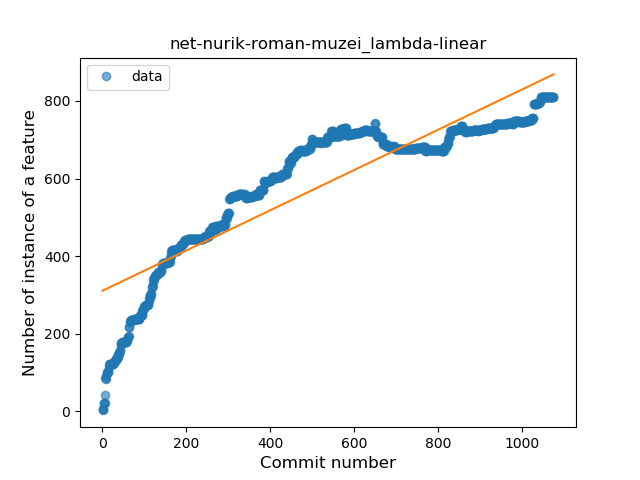 net-nurik-roman-muzei_lambda-linear
data
Number of instance of a feature
800
600
400
200
0
0 200 400 600 800 1000
Commit number